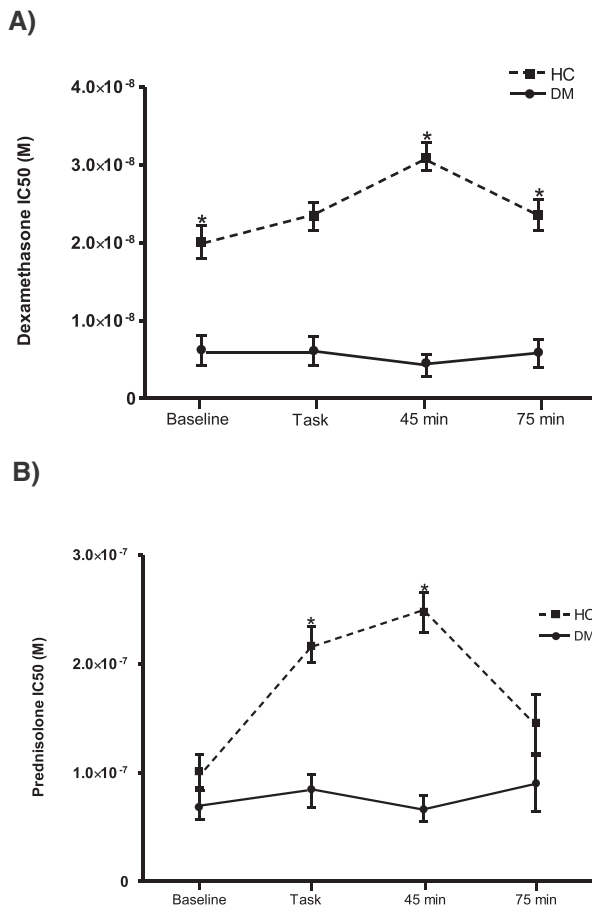 A)
4.0×10-8
HC
DM
3.0×10-8
2.0×10-8
1.0×10-8
0
Dexamethasone IC50 (M)
*
*
*
Baseline Task 45 min 75 min
B)
3.0×10-7
HC
DM
2.0×10-7
1.0×10-7
0
Prednisolone IC50 (M)
*
*
Baseline Task 45 min 75 min